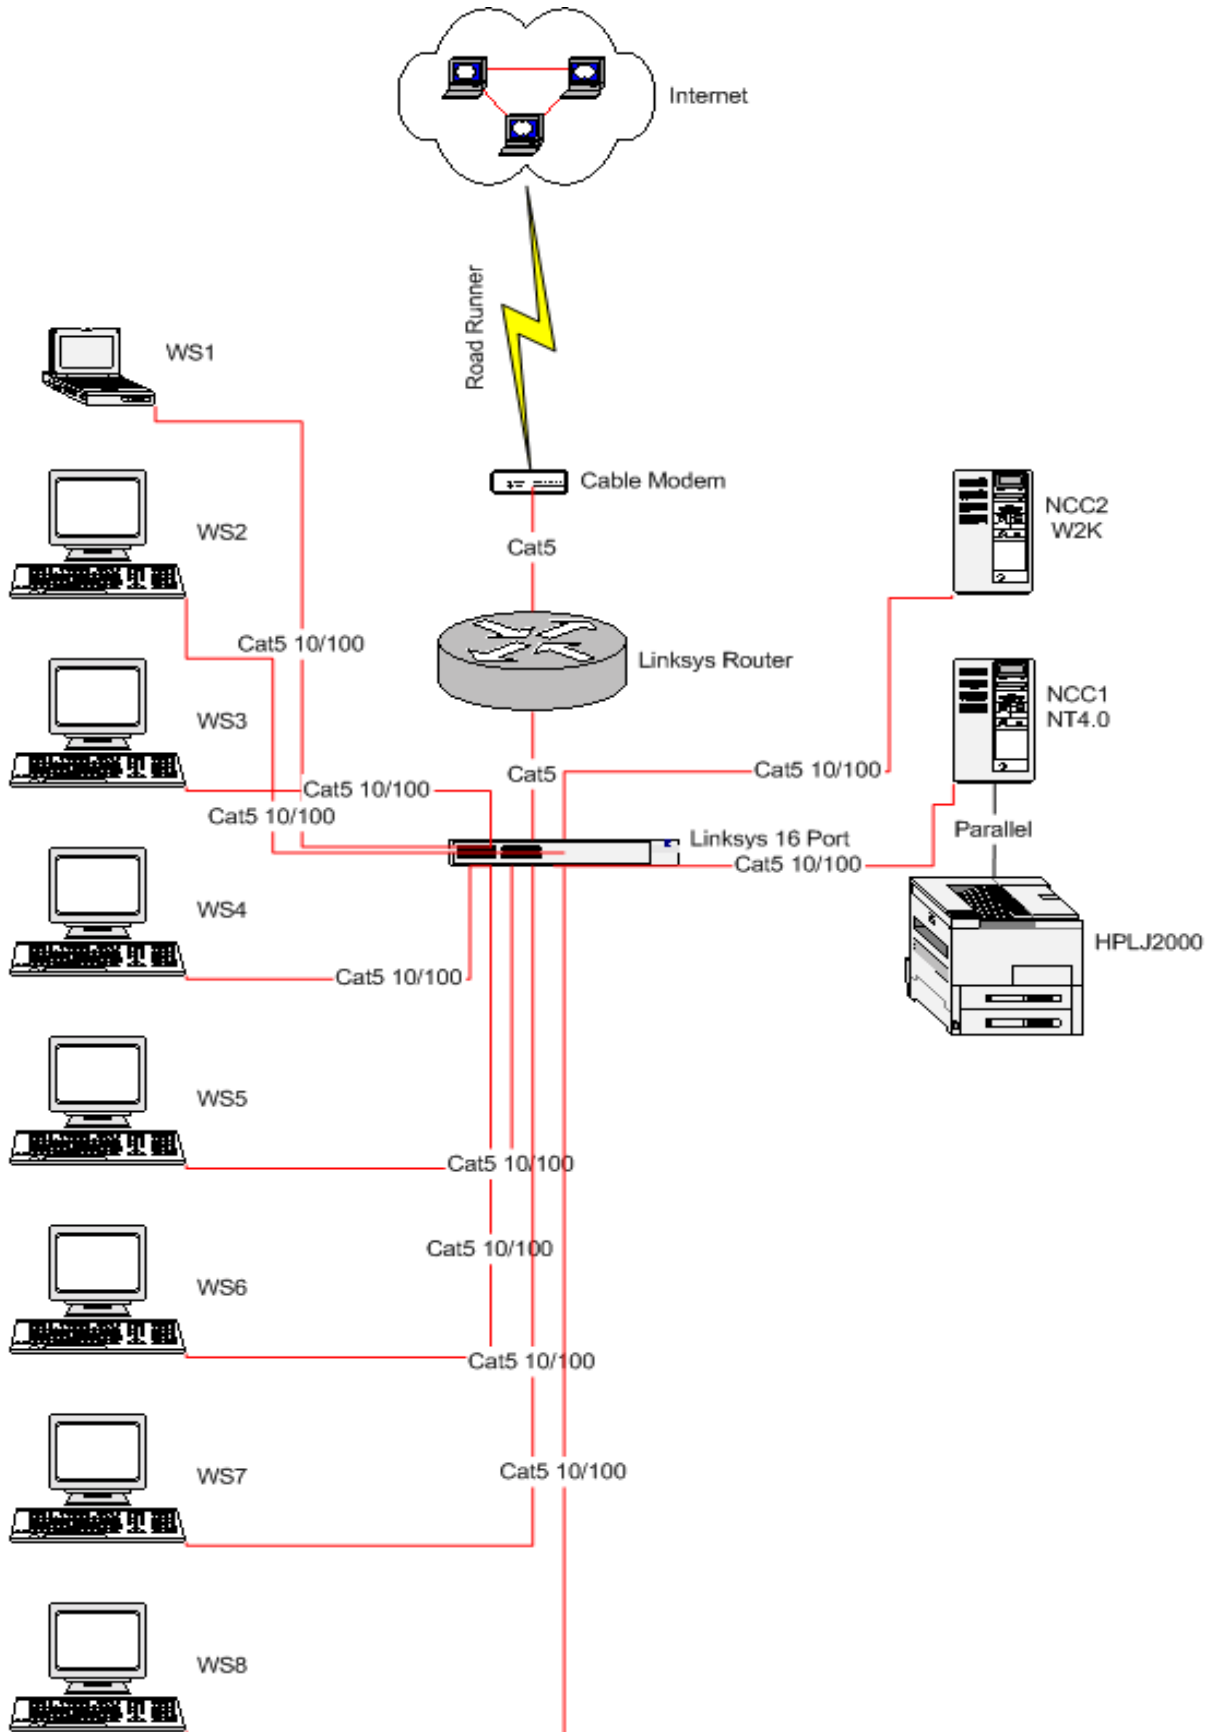 Internet
Road Runner
WS1
Cable Modem
NCC2
W2K
WS2
Cat5
Cat5 10/100
Linksys Router
NCC1
NT4.0
WS3
Cat5
Cat5 10/100
Cat5 10/100
Cat5 10/100
Parallel
Linksys 16 Port
Cat5 10/100
WS4
HPLJ2000
Cat5 10/100
WS5
Cat5 10/100
Cat5 10/100
WS6
Cat5 10/100
WS7
Cat5 10/100
WS8